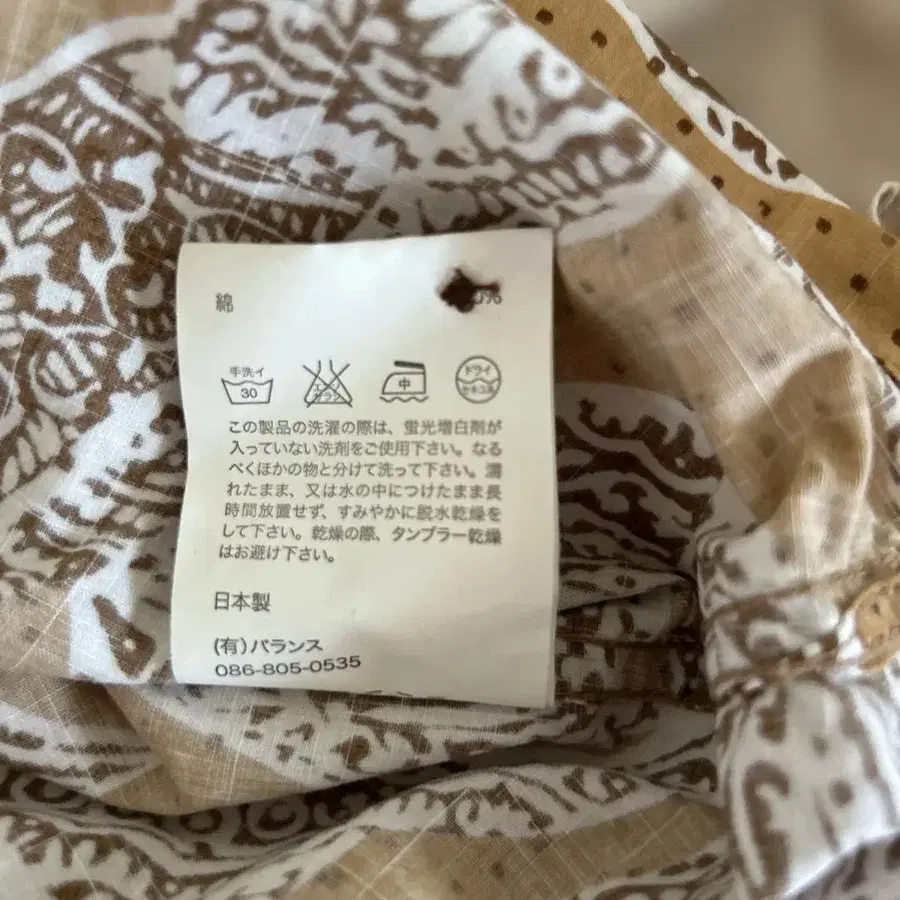 綿 0%
手洗イ
30
エンソ
サラシ
中
ドライ
セキユ系
この製品の洗濯の際は、蛍光増白剤が
入っていない洗剤をご使用下さい。なる
べくほかの物と分けて洗って下さい。濡
れたまま、又は水の中につけたまま長
時間放置せず、すみやかに脱水乾燥を
して下さい。乾燥の際、タンブラー乾燥
はお避け下さい。
日本製
(有)バランス
086-805-0535